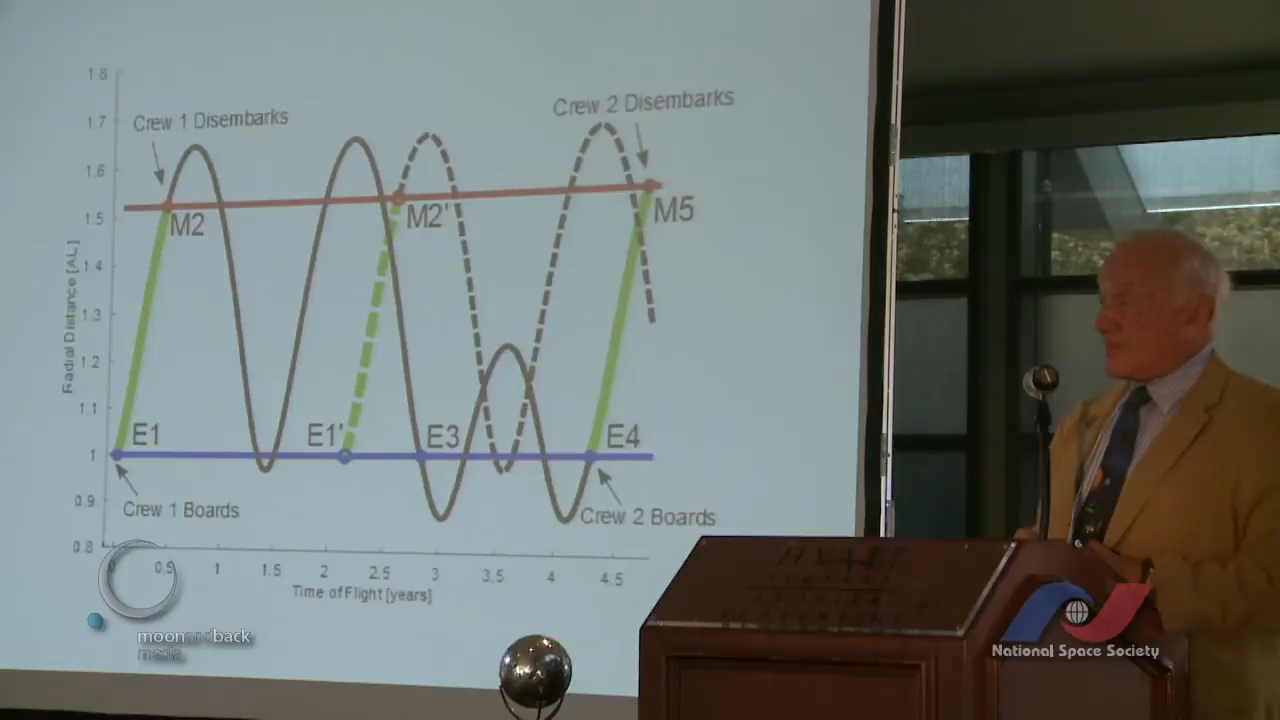 1.8
Crew 1 Disembarks
Crew 2 Disembarks
1.7
1.6
M2
M2'
M5
1.5
1.4
1.3
1.2
1.1
Radial Distance [AU]
E1
E1'
E3
E4
1
0.9
Crew 1 Boards
Crew 2 Boards
0.8
0
0.5
1
1.5
2
2.5
3
3.5
4
4.5
Time of Flight [years]
moonandback
media
HYATT
National Space Society